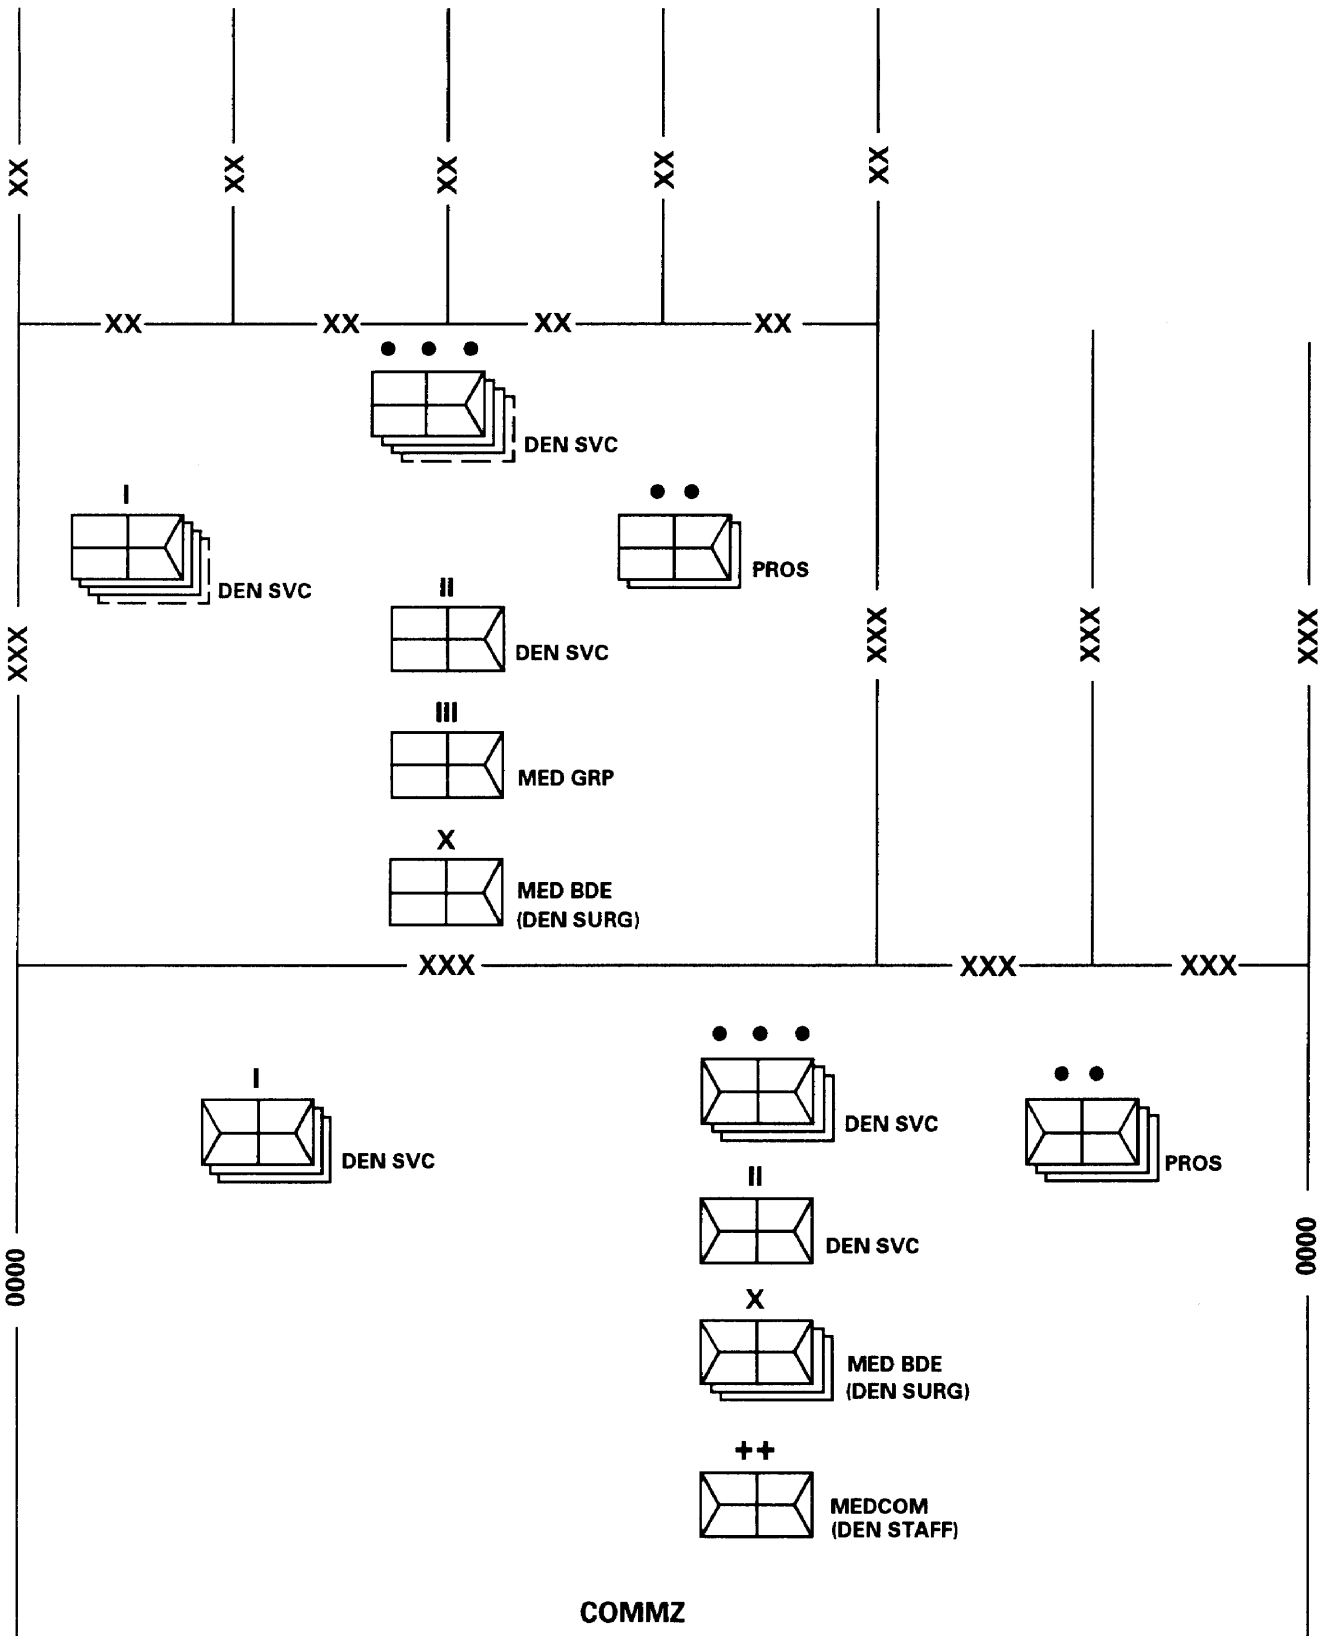 XX XX XX XX XX
XX XX XX XX
DEN SVC
I
DEN SVC
PROS
II
DEN SVC
XXX XXX XXX XXX
III
MED GRP
X
MED BDE
(DEN SURG)
XXX XXX XXX
I
DEN SVC
DEN SVC
PROS
II
DEN SVC
0000 0000
X
MED BDE
(DEN SURG)
++
MEDCOM
(DEN STAFF)
COMMZ